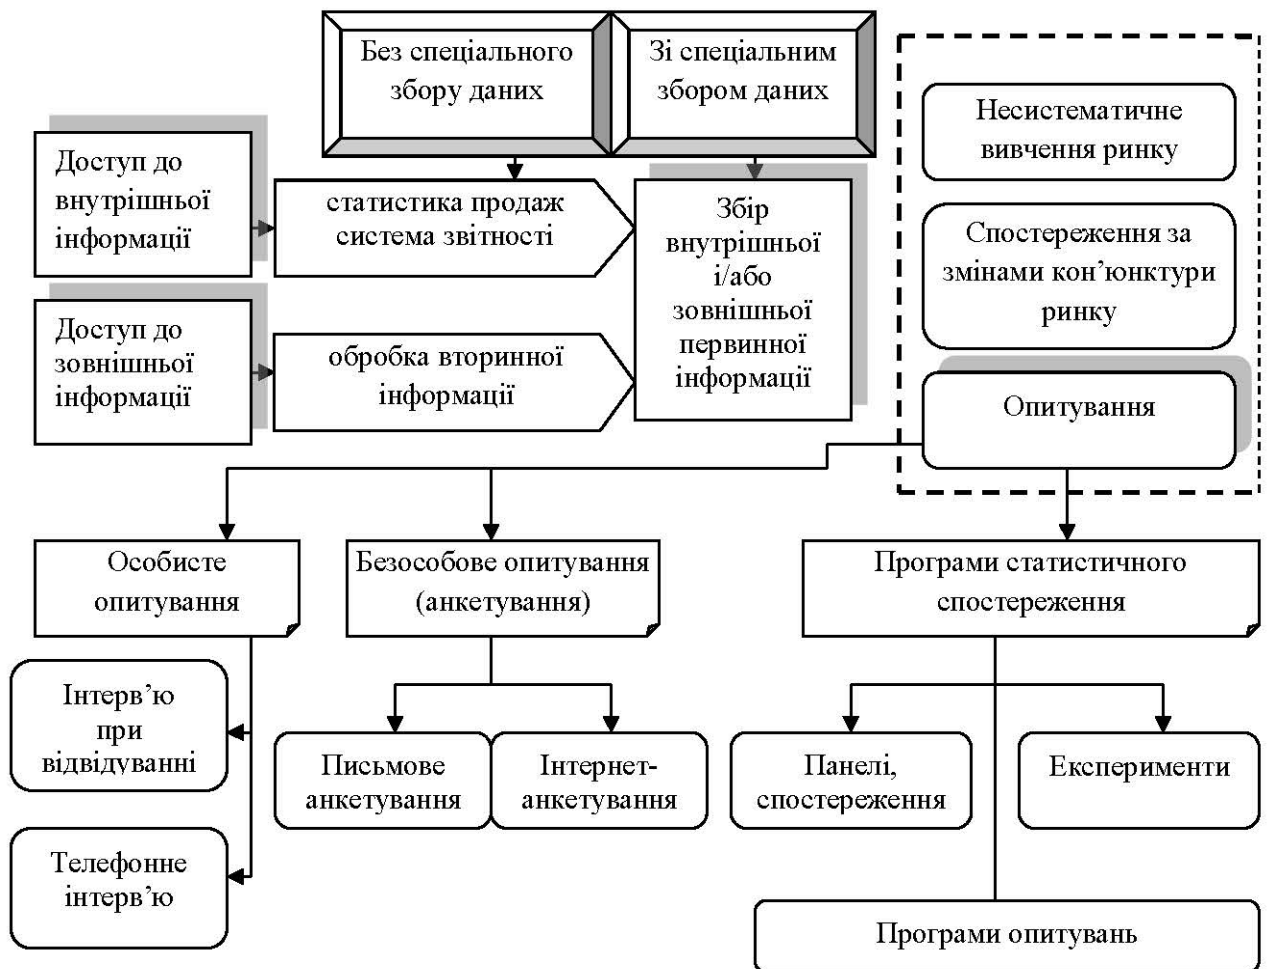 Без спеціального
збору даних
Зі спеціальним
збором даних
Несистематичне
вивчення ринку
Доступ до
внутрішньої
інформації
статистика продаж
система звітності
Збір
внутрішньої
і/або
зовнішньої
первинної
інформації
Спостереження за
змінами кон’юнктури
ринку
Доступ до
зовнішньої
інформації
обробка вторинної
інформації
Опитування
Особисте
опитування
Безособове опитування
(анкетування)
Програми статистичного
спостереження
Інтерв’ю
при
відвідуванні
Письмове
анкетування
Інтернет-
анкетування
Панелі,
спостереження
Експерименти
Телефонне
інтерв’ю
Програми опитувань